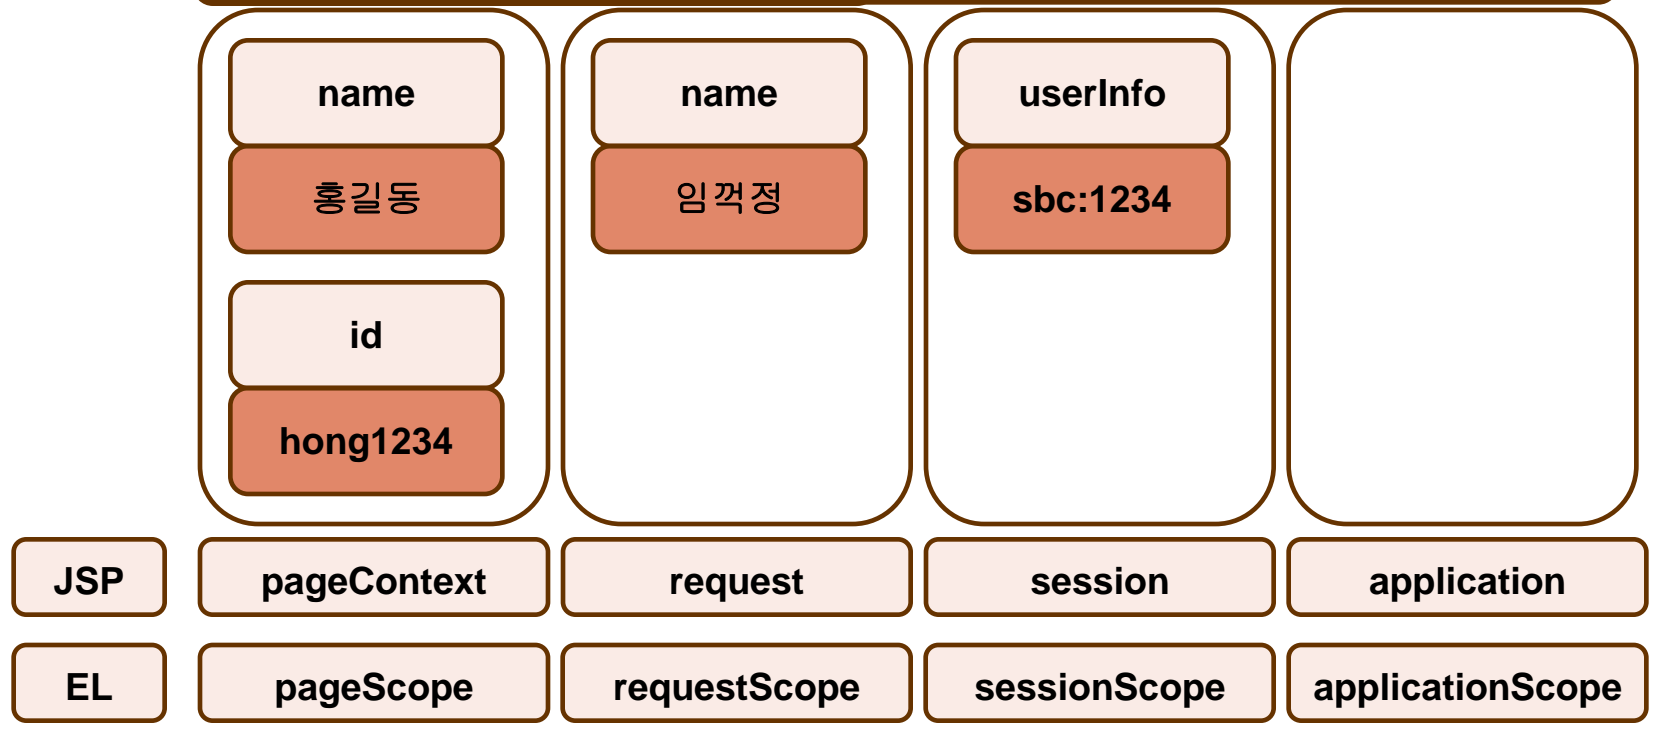 name
홍길동
id
hong1234
name
임꺽정
userInfo
sbc:1234
JSP
pageContext
request
session
application
EL
pageScope
requestScope
sessionScope
applicationScope